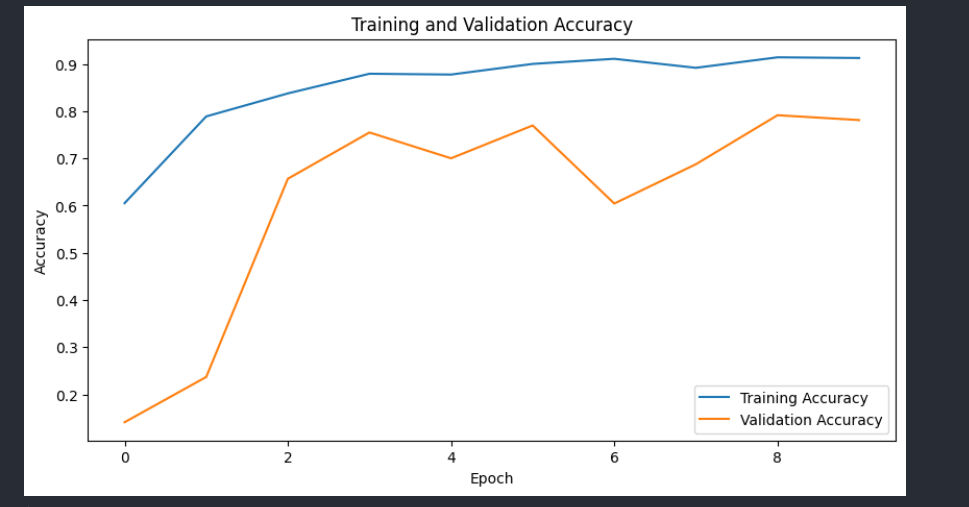 Training and Validation Accuracy
0.9
0.8
0.7
0.6
0.5
0.4
0.3
0.2
Accuracy
Training Accuracy
Validation Accuracy
0 2 4 6 8
Epoch